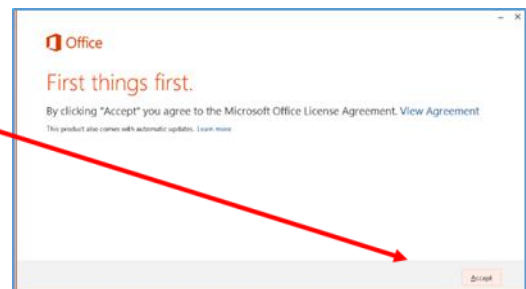 Office
First things first.
By clicking "Accept" you agree to the Microsoft Office License Agreement. View Agreement
This product also comes with automatic updates. Learn more
Accept